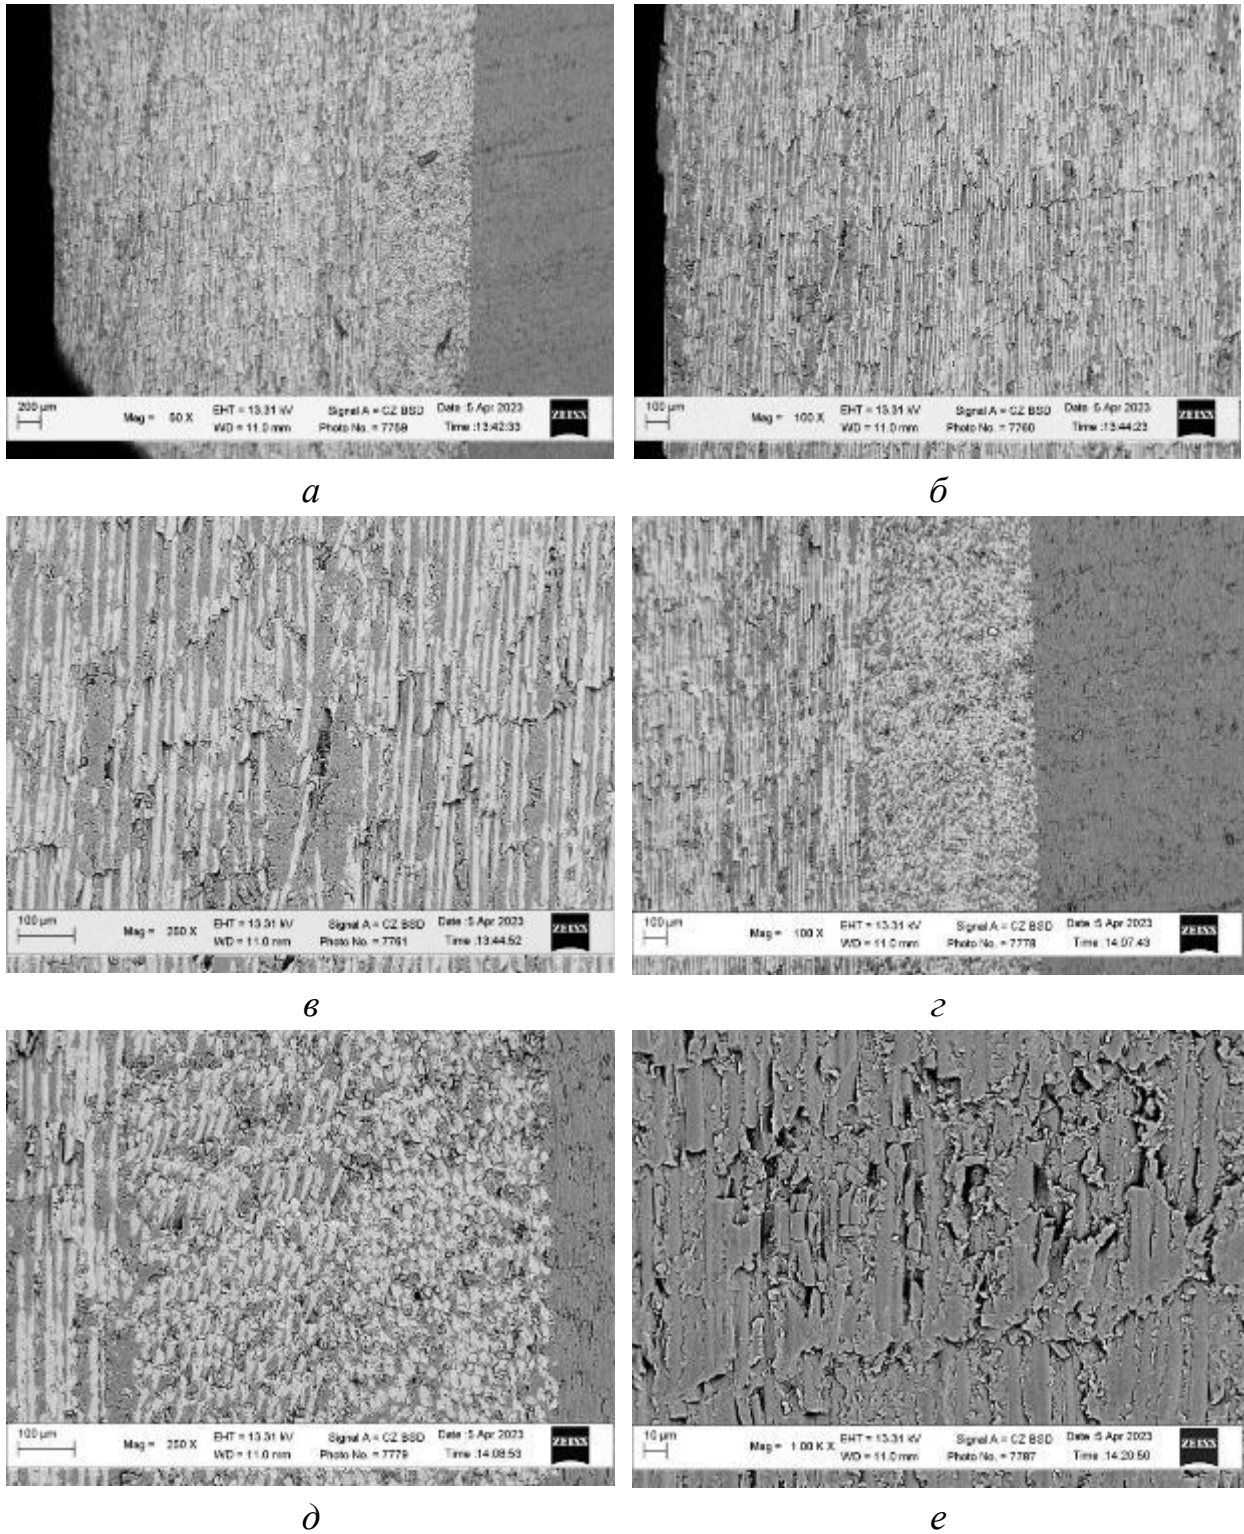 200 µm Mag = 50 X EHT = 13.31 kV Signal A = CZ BSD Date :5 Apr 2023 ZEISS
WD = 11.0 mm Photo No. = 7759 Time :13:42:33
100 µm Mag = 100 X EHT = 13.31 kV Signal A = CZ BSD Date :5 Apr 2023 ZEISS
WD = 11.0 mm Photo No. = 7760 Time :13:44:23
а
б
100 µm Mag = 250 X EHT = 13.31 kV Signal A = CZ BSD Date :5 Apr 2023 ZEISS
WD = 11.0 mm Photo No. = 7761 Time :13:44:52
100 µm Mag = 100 X EHT = 13.31 kV Signal A = CZ BSD Date :5 Apr 2023 ZEISS
WD = 11.0 mm Photo No. = 7778 Time :14:07:43
в
г
100 µm Mag = 250 X EHT = 13.31 kV Signal A = CZ BSD Date :5 Apr 2023 ZEISS
WD = 11.0 mm Photo No. = 7779 Time :14:08:53
10 µm Mag = 1.00 K X EHT = 13.31 kV Signal A = CZ BSD Date :5 Apr 2023 ZEISS
WD = 11.0 mm Photo No. = 7787 Time :14:20:50
д
е